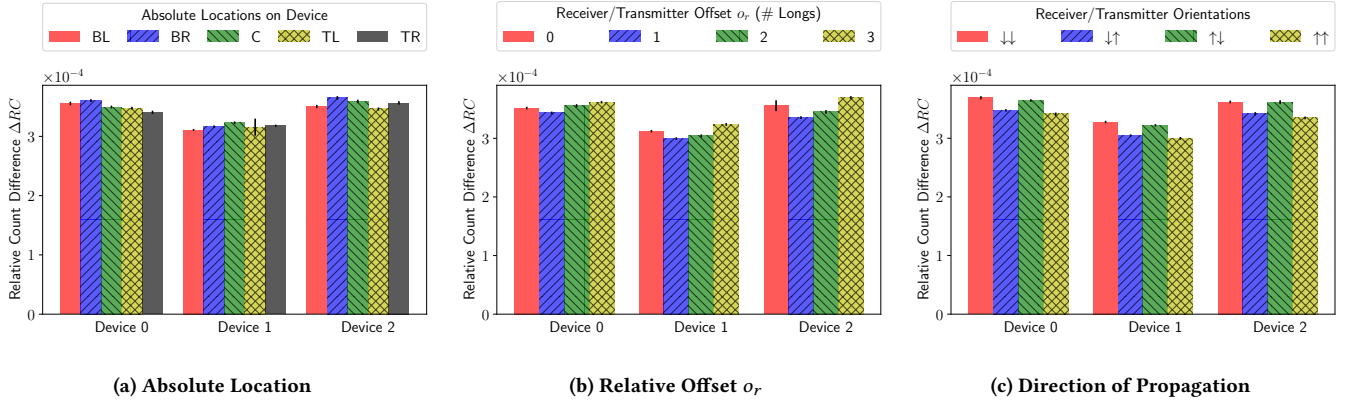 Absolute Locations on Device
BL BR C TL TR
×10⁻⁴
Relative Count Difference ΔRC
3
2
1
0
Device 0 Device 1 Device 2
(a) Absolute Location
Receiver/Transmitter Offset oᵣ (# Longs)
0 1 2 3
×10⁻⁴
Relative Count Difference ΔRC
3
2
1
0
Device 0 Device 1 Device 2
(b) Relative Offset oᵣ
Receiver/Transmitter Orientations
↓↓ ↓↑ ↑↓ ↑↑
×10⁻⁴
Relative Count Difference ΔRC
3
2
1
0
Device 0 Device 1 Device 2
(c) Direction of Propagation